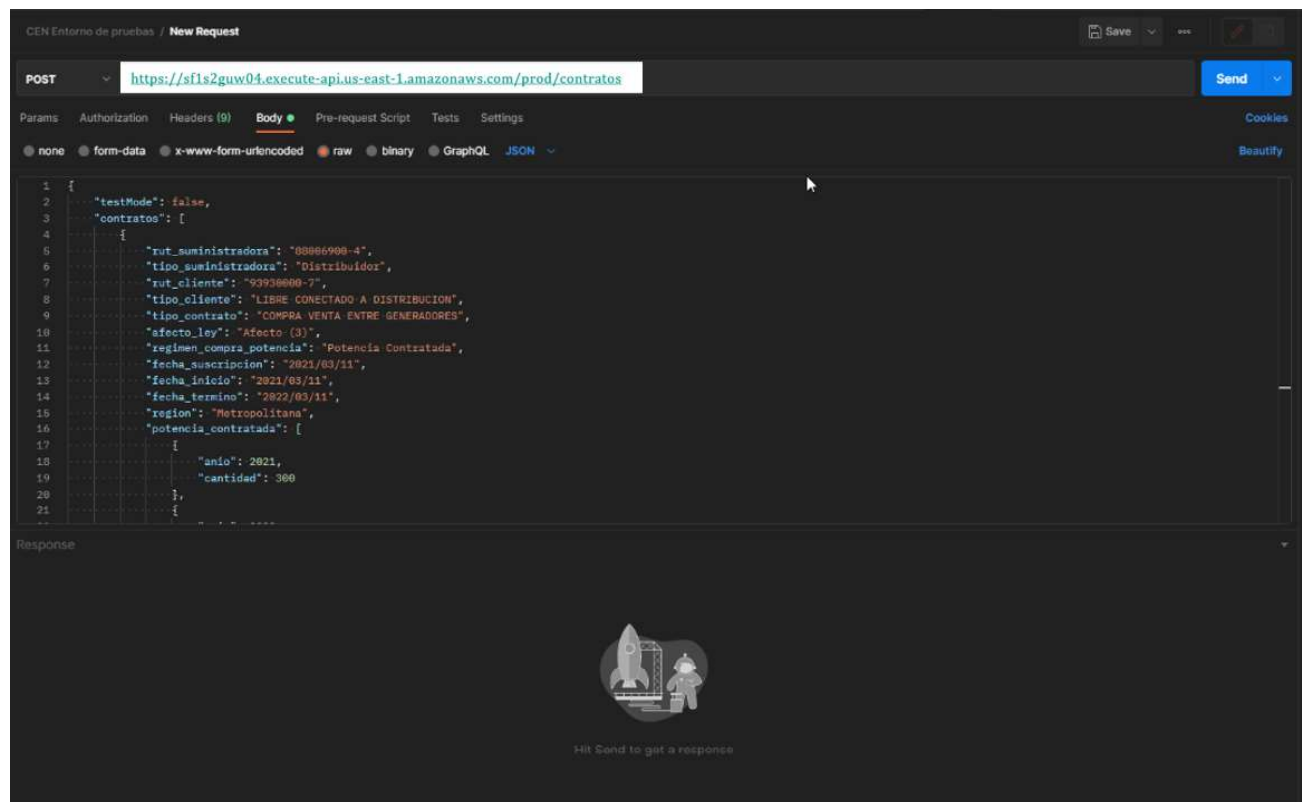 CEN Entorno de pruebas / New Request
Save
POST
https://sf1s2guw04.execute-api.us-east-1.amazonaws.com/prod/contratos
Send
Params Authorization Headers (9) Body Pre-request Script Tests Settings Cookies
none form-data x-www-form-urlencoded raw binary GraphQL JSON Beautify
1 {
2 "testMode": false,
3 "contratos": [
4 {
5 "rut_suministradora": "88006900-4",
6 "tipo_suministradora": "Distribuidor",
7 "rut_cliente": "93930000-7",
8 "tipo_cliente": "LIBRE CONECTADO A DISTRIBUCION",
9 "tipo_contrato": "COMPRA VENTA ENTRE GENERADORES",
10 "afecto_ley": "Afecto (3)",
11 "regimen_compra_potencia": "Potencia Contratada",
12 "fecha_suscripcion": "2021/03/11",
13 "fecha_inicio": "2021/03/11",
14 "fecha_termino": "2022/03/11",
15 "region": "Metropolitana",
16 "potencia_contratada": [
17 {
18 "anio": 2021,
19 "cantidad": 300
20 },
21 {
Response
Hit Send to get a response